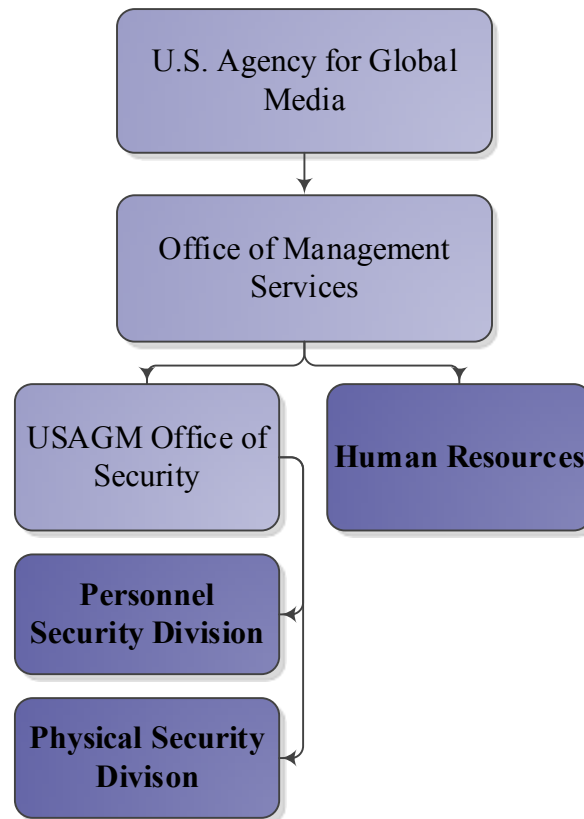 U.S. Agency for Global
Media
Office of Management
Services
USAGM Office of
Security
Human Resources
Personnel
Security Division
Physical Security
Divison